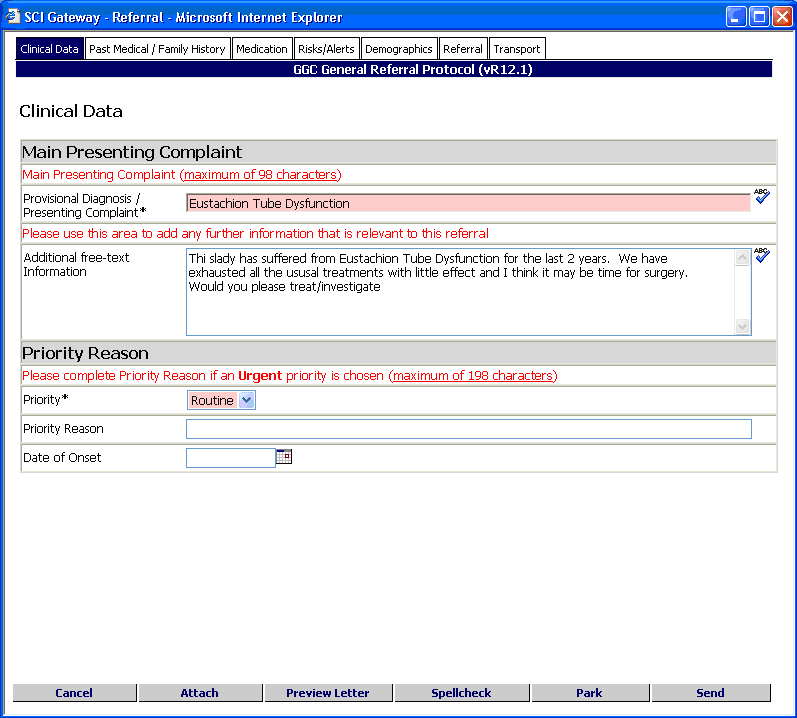 SCI Gateway - Referral - Microsoft Internet Explorer
Clinical Data Past Medical / Family History Medication Risks/Alerts Demographics Referral Transport
GGC General Referral Protocol (vR12.1)
Clinical Data
Main Presenting Complaint
Main Presenting Complaint (maximum of 98 characters)
Provisional Diagnosis /
Presenting Complaint*
Eustachion Tube Dysfunction
ABC
Please use this area to add any further information that is relevant to this referral
Additional free-text
Information
Thi slady has suffered from Eustachion Tube Dysfunction for the last 2 years.  We have
exhausted all the ususal treatments with little effect and I think it may be time for surgery.
Would you please treat/investigate
ABC
Priority Reason
Please complete Priority Reason if an Urgent priority is chosen (maximum of 198 characters)
Priority* Routine
Priority Reason
Date of Onset
Cancel Attach Preview Letter Spellcheck Park Send